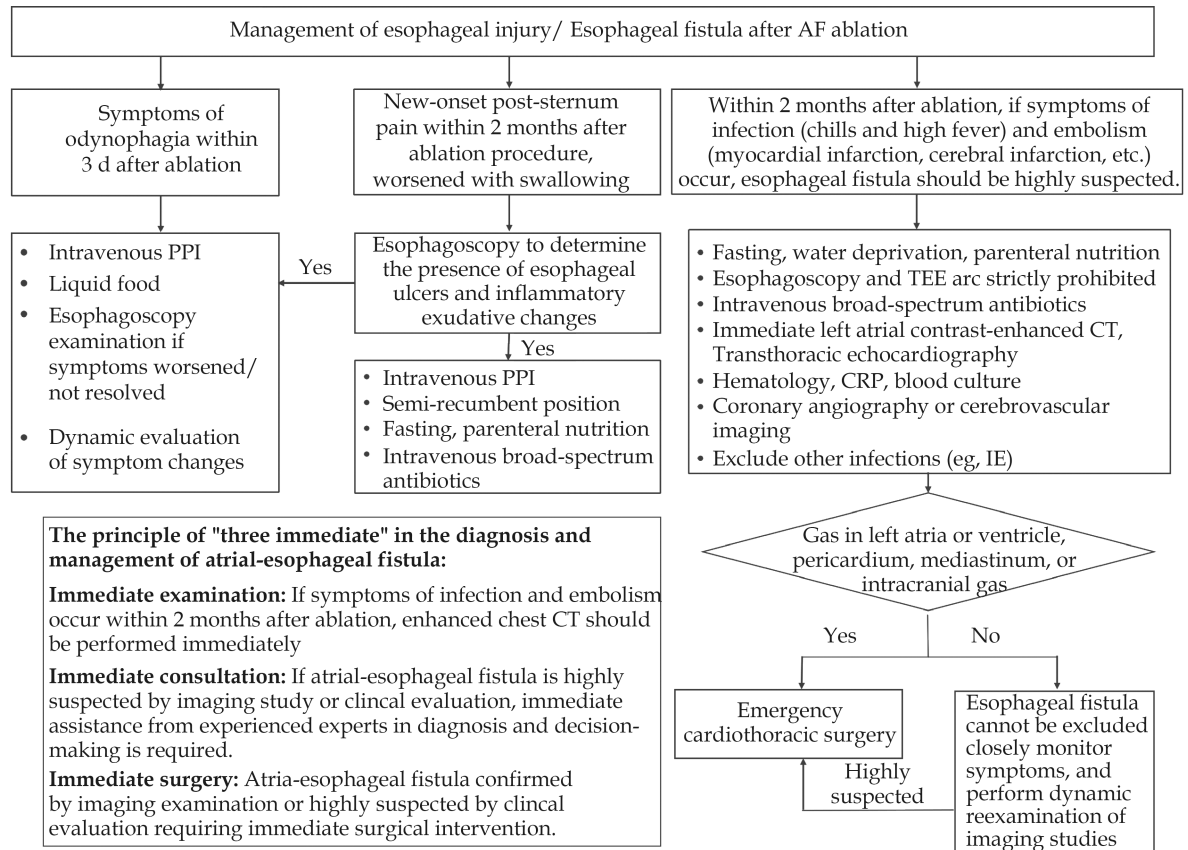 Management of esophageal injury/ Esophageal fistula after AF ablation
Symptoms of
odynophagia within
3 d after ablation
New-onset post-sternum
pain within 2 months after
ablation procedure,
worsened with swallowing
Within 2 months after ablation, if symptoms of
infection (chills and high fever) and embolism
(myocardial infarction, cerebral infarction, etc.)
occur, esophageal fistula should be highly suspected.
• Intravenous PPI
• Liquid food
• Esophagoscopy
examination if
symptoms worsened/
not resolved
• Dynamic evaluation
of symptom changes
Yes
Esophagoscopy to determine
the presence of esophageal
ulcers and inflammatory
exudative changes
Yes
• Intravenous PPI
• Semi-recumbent position
• Fasting, parenteral nutrition
• Intravenous broad-spectrum
antibiotics
• Fasting, water deprivation, parenteral nutrition
• Esophagoscopy and TEE arc strictly prohibited
• Intravenous broad-spectrum antibiotics
• Immediate left atrial contrast-enhanced CT,
Transthoracic echocardiography
• Hematology, CRP, blood culture
• Coronary angiography or cerebrovascular
imaging
• Exclude other infections (eg, IE)
Gas in left atria or ventricle,
pericardium, mediastinum, or
intracranial gas
Yes
No
Emergency
cardiothoracic surgery
Highly
suspected
Esophageal fistula
cannot be excluded
closely monitor
symptoms, and
perform dynamic
reexamination of
imaging studies
The principle of "three immediate" in the diagnosis and
management of atrial-esophageal fistula:
Immediate examination: If symptoms of infection and embolism
occur within 2 months after ablation, enhanced chest CT should
be performed immediately
Immediate consultation: If atrial-esophageal fistula is highly
suspected by imaging study or clincal evaluation, immediate
assistance from experienced experts in diagnosis and decision-
making is required.
Immediate surgery: Atria-esophageal fistula confirmed
by imaging examination or highly suspected by clincal
evaluation requiring immediate surgical intervention.